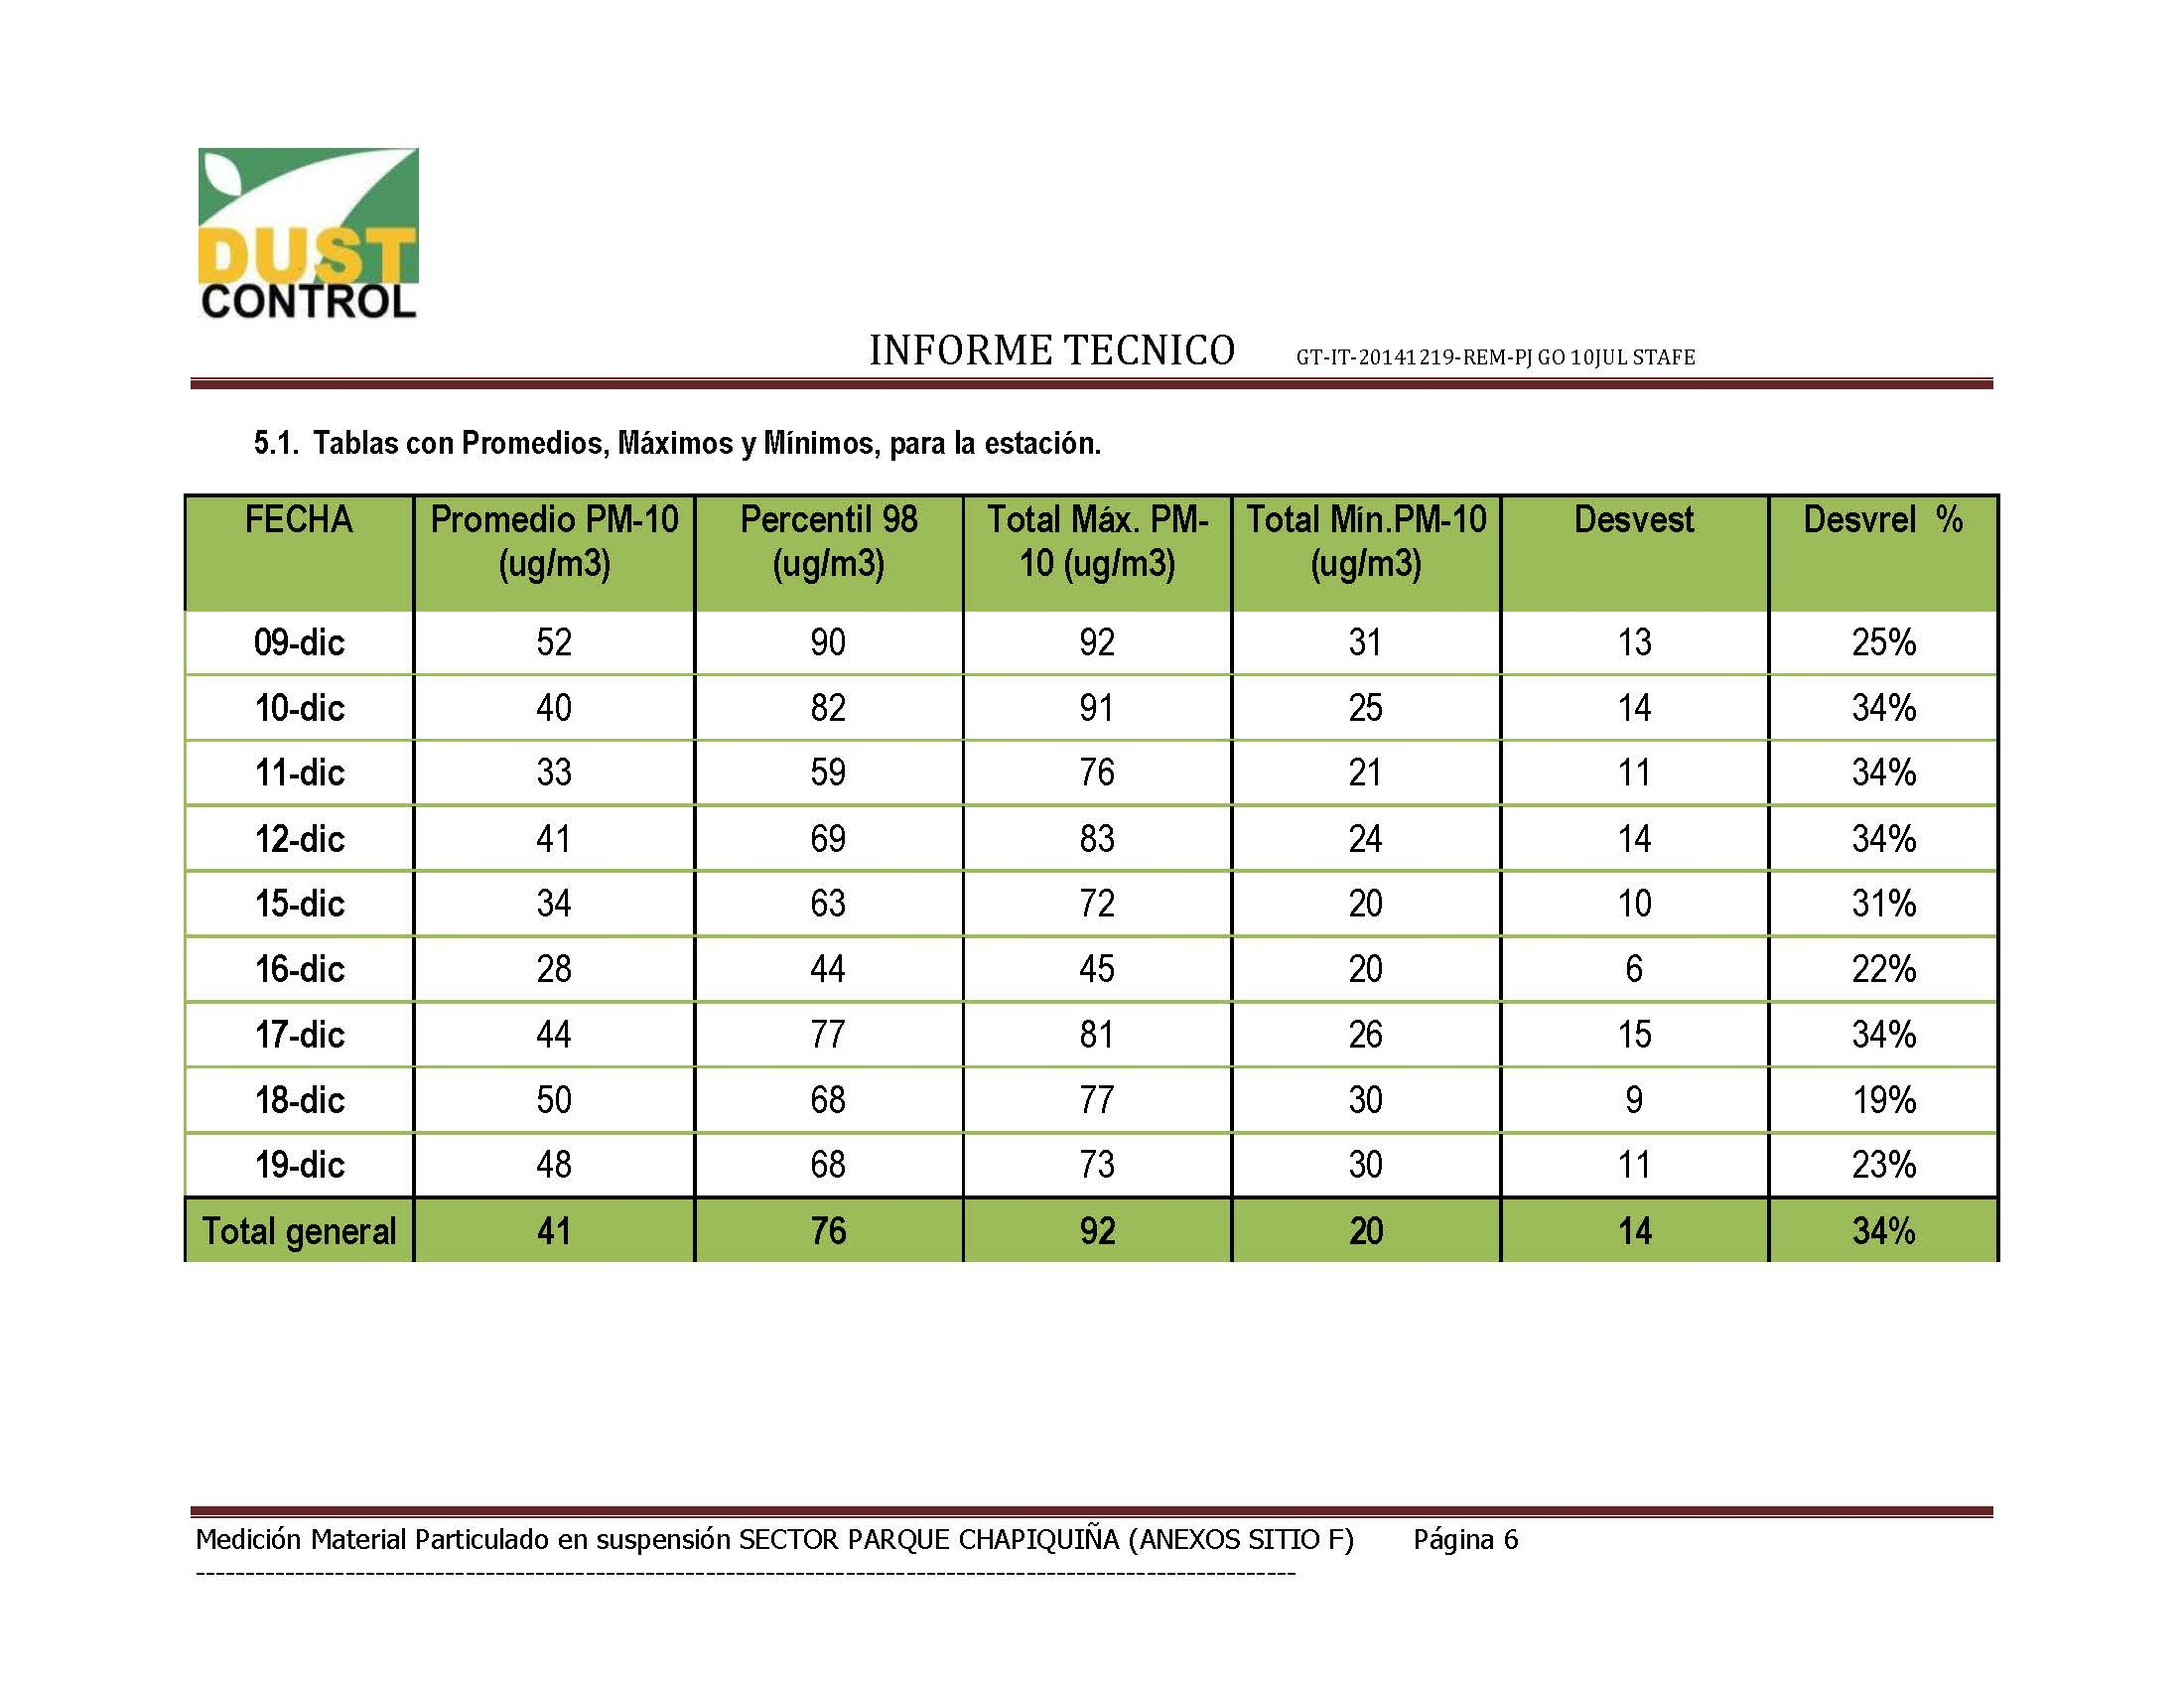 DUST
CONTROL
INFORME TECNICO GT-IT-20141219-REM-PJ GO 10JUL STAFE
5.1. Tablas con Promedios, Máximos y Mínimos, para la estación.
FECHA Promedio PM-10 (ug/m3) Percentil 98 (ug/m3) Total Máx. PM-10 (ug/m3) Total Mín.PM-10 (ug/m3) Desvest Desvrel %
09-dic 52 90 92 31 13 25%
10-dic 40 82 91 25 14 34%
11-dic 33 59 76 21 11 34%
12-dic 41 69 83 24 14 34%
15-dic 34 63 72 20 10 31%
16-dic 28 44 45 20 6 22%
17-dic 44 77 81 26 15 34%
18-dic 50 68 77 30 9 19%
19-dic 48 68 73 30 11 23%
Total general 41 76 92 20 14 34%
Medición Material Particulado en suspensión SECTOR PARQUE CHAPIQUIÑA (ANEXOS SITIO F) Página 6
--------------------------------------------------------------------------------------------------------------